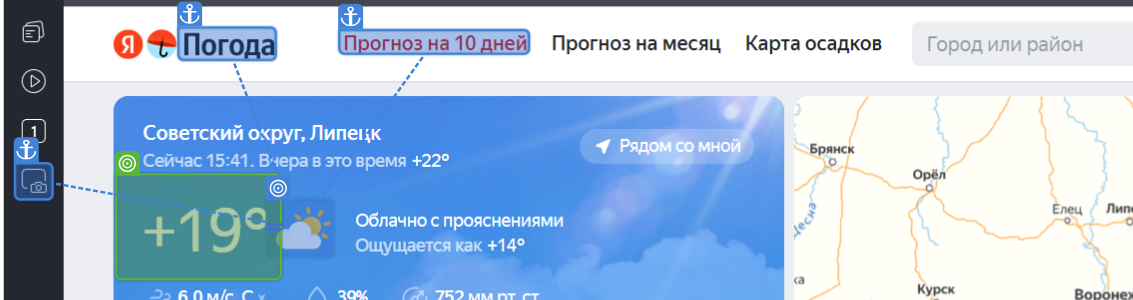 Я Погода
Прогноз на 10 дней
Прогноз на месяц
Карта осадков
Город или район
1
Советский округ, Липецк
Сейчас 15:41. Вчера в это время +22°
Рядом со мной
+19°
Облачно с прояснениями
Ощущается как +14°
6,0 м/с, С
39%
752 мм рт. ст.
Брянск
Орёл
Елец
Десна
Курск